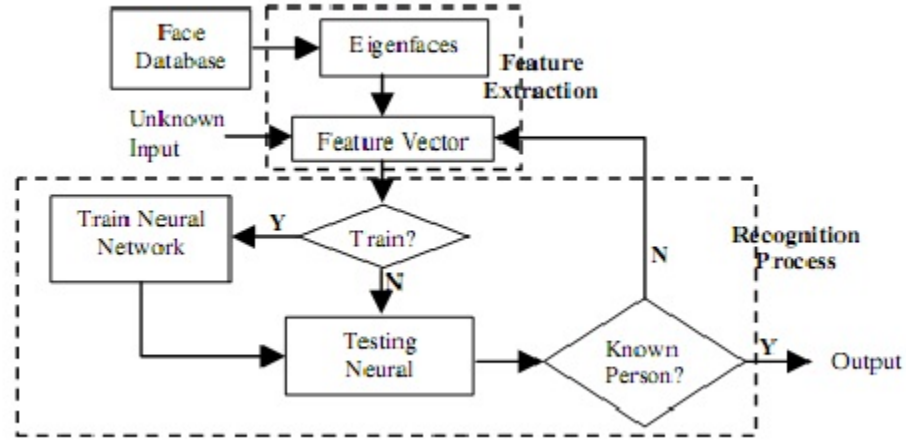 Face
Database
Eigenfaces
Feature
Extraction
Unknown
Input
Feature Vector
Train Neural
Network
Y
Train?
N
Recognition
Process
N
Testing
Neural
Known
Person?
Y
Output